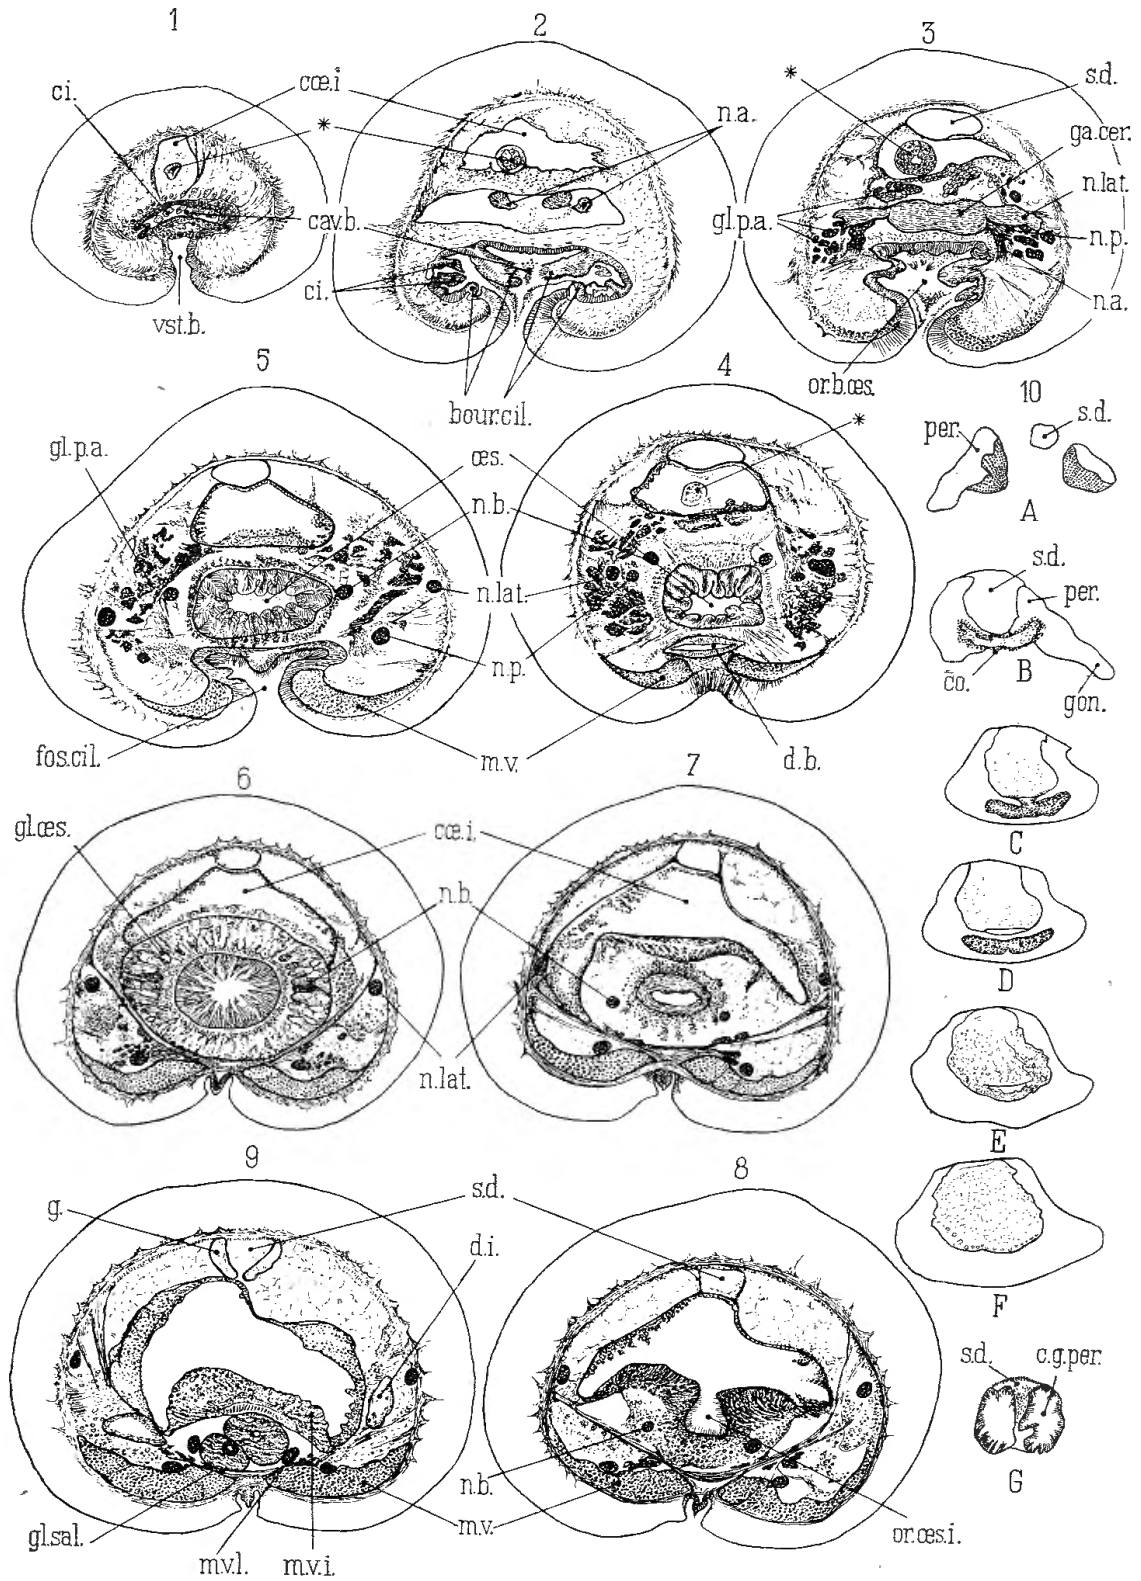 1
2
3
ci.
cœ.i
*
n.a.
*
s.d.
ga.cer.
n.lat.
n.p.
gl.p.a.
cav.b.
ci.
vst.b.
n.a.
or.b.œs.
bour.cil.
5
4
10
gl.p.a.
œs.
*
n.b.
n.lat.
n.p.
fos.cil.
m.v.
d.b.
per.
s.d.
A
s.d.
per.
c̃o.
B
gon.
C
D
E
F
s.d.
c.g.per.
G
6
7
gl.œs.
cœ.i.
n.b.
n.lat.
9
8
g.
s.d.
d.i.
n.b.
m.v.
gl.sal.
m.v.l.
m.v.i.
or.œs.i.